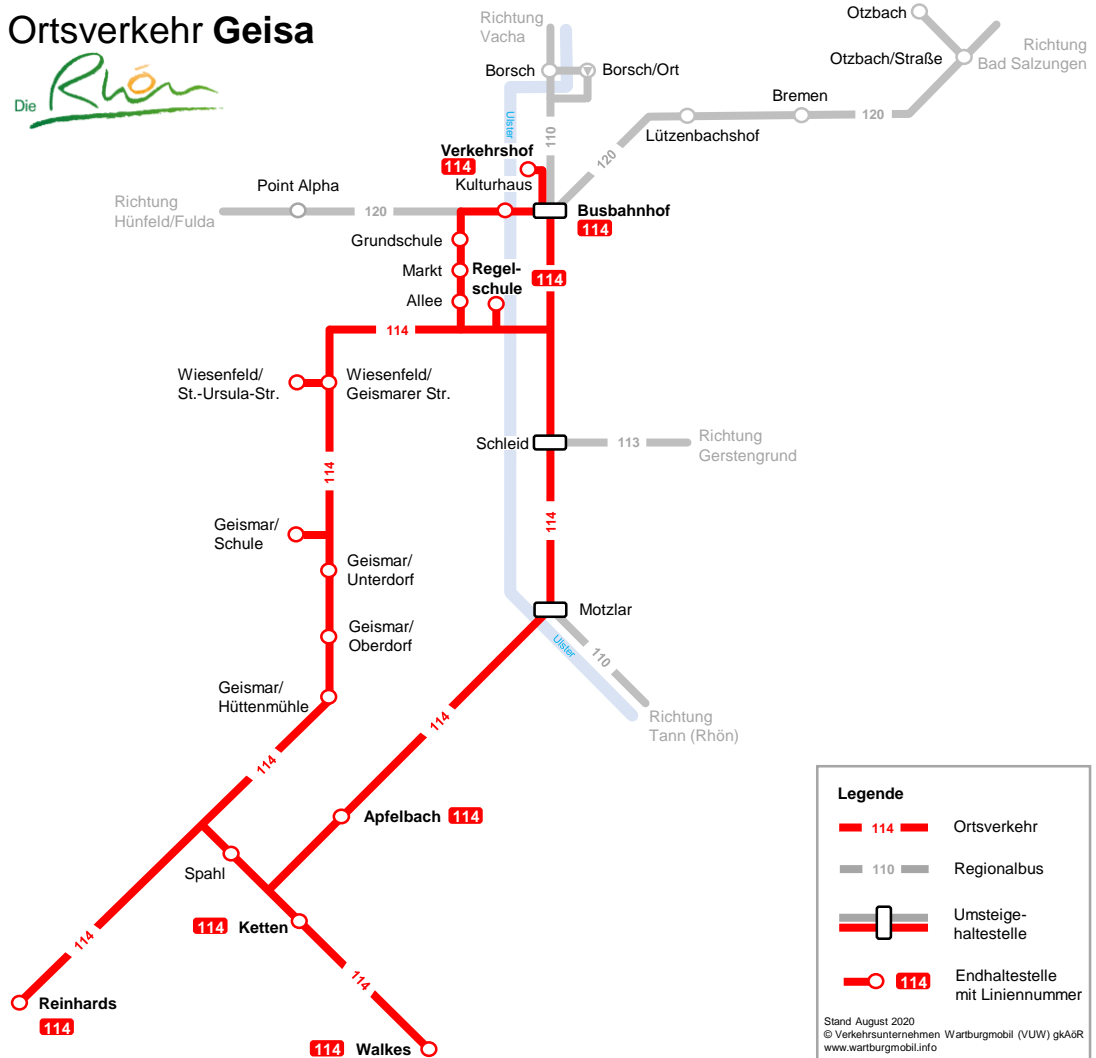 Ortsverkehr Geisa
Die Rhön
Richtung
Vacha
Otzbach
Otzbach/Straße
Richtung
Bad Salzungen
Borsch
Borsch/Ort
Bremen
120
Lützenbachshof
Ulster
110
120
Verkehrshof
114
Kulturhaus
Point Alpha
Richtung
Hünfeld/Fulda
120
Busbahnhof
114
Grundschule
Markt
Regel-
schule
114
Allee
114
Wiesenfeld/
St.-Ursula-Str.
Wiesenfeld/
Geismarer Str.
Schleid
113
Richtung
Gerstengrund
114
114
Geismar/
Schule
Geismar/
Unterdorf
Geismar/
Oberdorf
Motzlar
Ulster
110
Richtung
Tann (Rhön)
Geismar/
Hüttenmühle
114
114
Apfelbach 114
Spahl
114 Ketten
114
114
Reinhards
114
114 Walkes
Legende
114 Ortsverkehr
110 Regionalbus
Umsteige-
haltestelle
114 Endhaltestelle
mit Liniennummer
Stand August 2020
© Verkehrsunternehmen Wartburgmobil (VUW) gkAöR
www.wartburgmobil.info